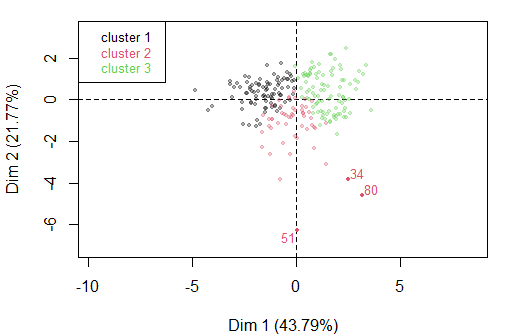 cluster 1
cluster 2
cluster 3
Dim 2 (21.77%)
2
0
-2
-4
-6
34
80
51
-10
-5
0
5
Dim 1 (43.79%)